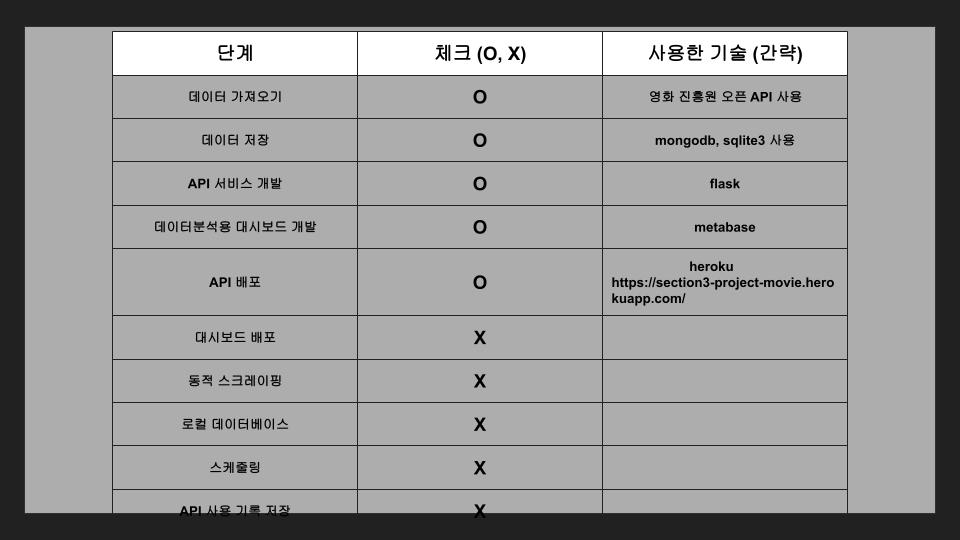 단계 체크 (O, X) 사용한 기술 (간략)
데이터 가져오기 O 영화 진흥원 오픈 API 사용
데이터 저장 O mongodb, sqlite3 사용
API 서비스 개발 O flask
데이터분석용 대시보드 개발 O metabase
API 배포 O heroku
https://section3-project-movie.hero
kuapp.com/
대시보드 배포 X
동적 스크레이핑 X
로컬 데이터베이스 X
스케줄링 X
API 사용 기록 저장 X